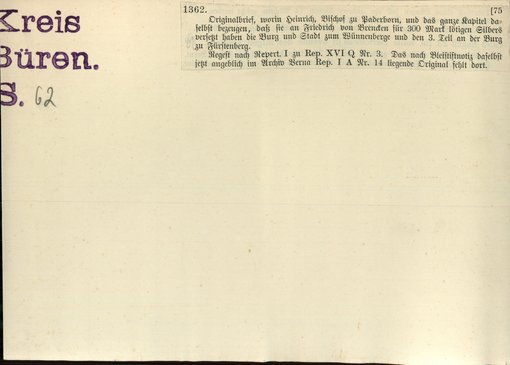 Kreis
Büren.
S. 62
1362. [75
Originalbrief, worin Heinrich, Bischof zu Paderborn, und das ganze Kapitel da-
selbst bezeugen, daß sie an Friedrich von Brencken für 300 Mark lötigen Silbers
versetzt haben die Burg und Stadt zum Wünnenberge und den 3. Teil an der Burg
zu Fürstenberg.
Regest nach Repert. I zu Rep. XVI Q Nr. 3. Das nach Bleistiftnotiz daselbst
jetzt angeblich im Archiv Verna Rep. I A Nr. 14 liegende Original fehlt dort.